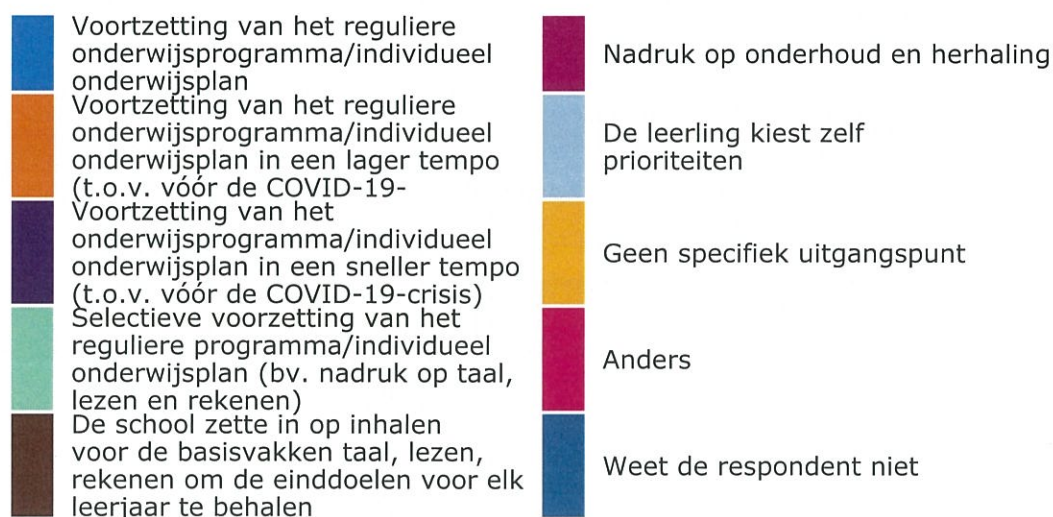 Voortzetting van het reguliere
onderwijsprogramma/individueel
onderwijsplan
Voortzetting van het reguliere
onderwijsprogramma/individueel
onderwijsplan in een lager tempo
(t.o.v. vóór de COVID-19-
Voortzetting van het
onderwijsprogramma/individueel
onderwijsplan in een sneller tempo
(t.o.v. vóór de COVID-19-crisis)
Selectieve voorzetting van het
reguliere programma/individueel
onderwijsplan (bv. nadruk op taal,
lezen en rekenen)
De school zette in op inhalen
voor de basisvakken taal, lezen,
rekenen om de einddoelen voor elk
leerjaar te behalen
Nadruk op onderhoud en herhaling
De leerling kiest zelf
prioriteiten
Geen specifiek uitgangspunt
Anders
Weet de respondent niet